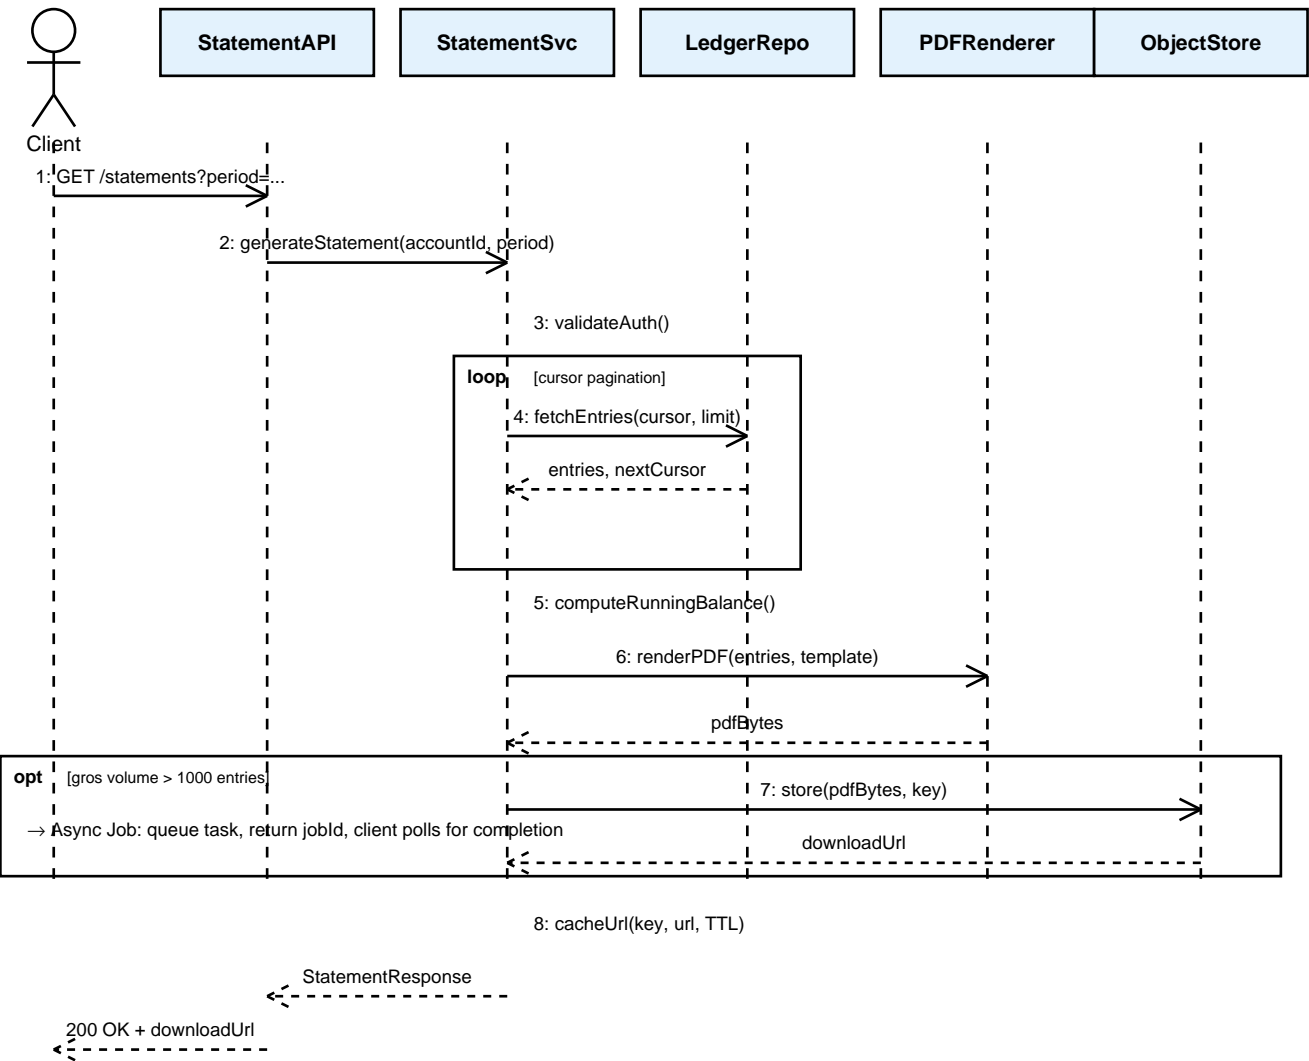 StatementAPI
StatementSvc
LedgerRepo
PDFRenderer
ObjectStore
Client
1: GET /statements?period=...
2: generateStatement(accountId, period)
3: validateAuth()
loop [cursor pagination]
4: fetchEntries(cursor, limit)
entries, nextCursor
5: computeRunningBalance()
6: renderPDF(entries, template)
pdfBytes
opt [gros volume > 1000 entries]
7: store(pdfBytes, key)
→ Async Job: queue task, return jobId, client polls for completion
downloadUrl
8: cacheUrl(key, url, TTL)
StatementResponse
200 OK + downloadUrl